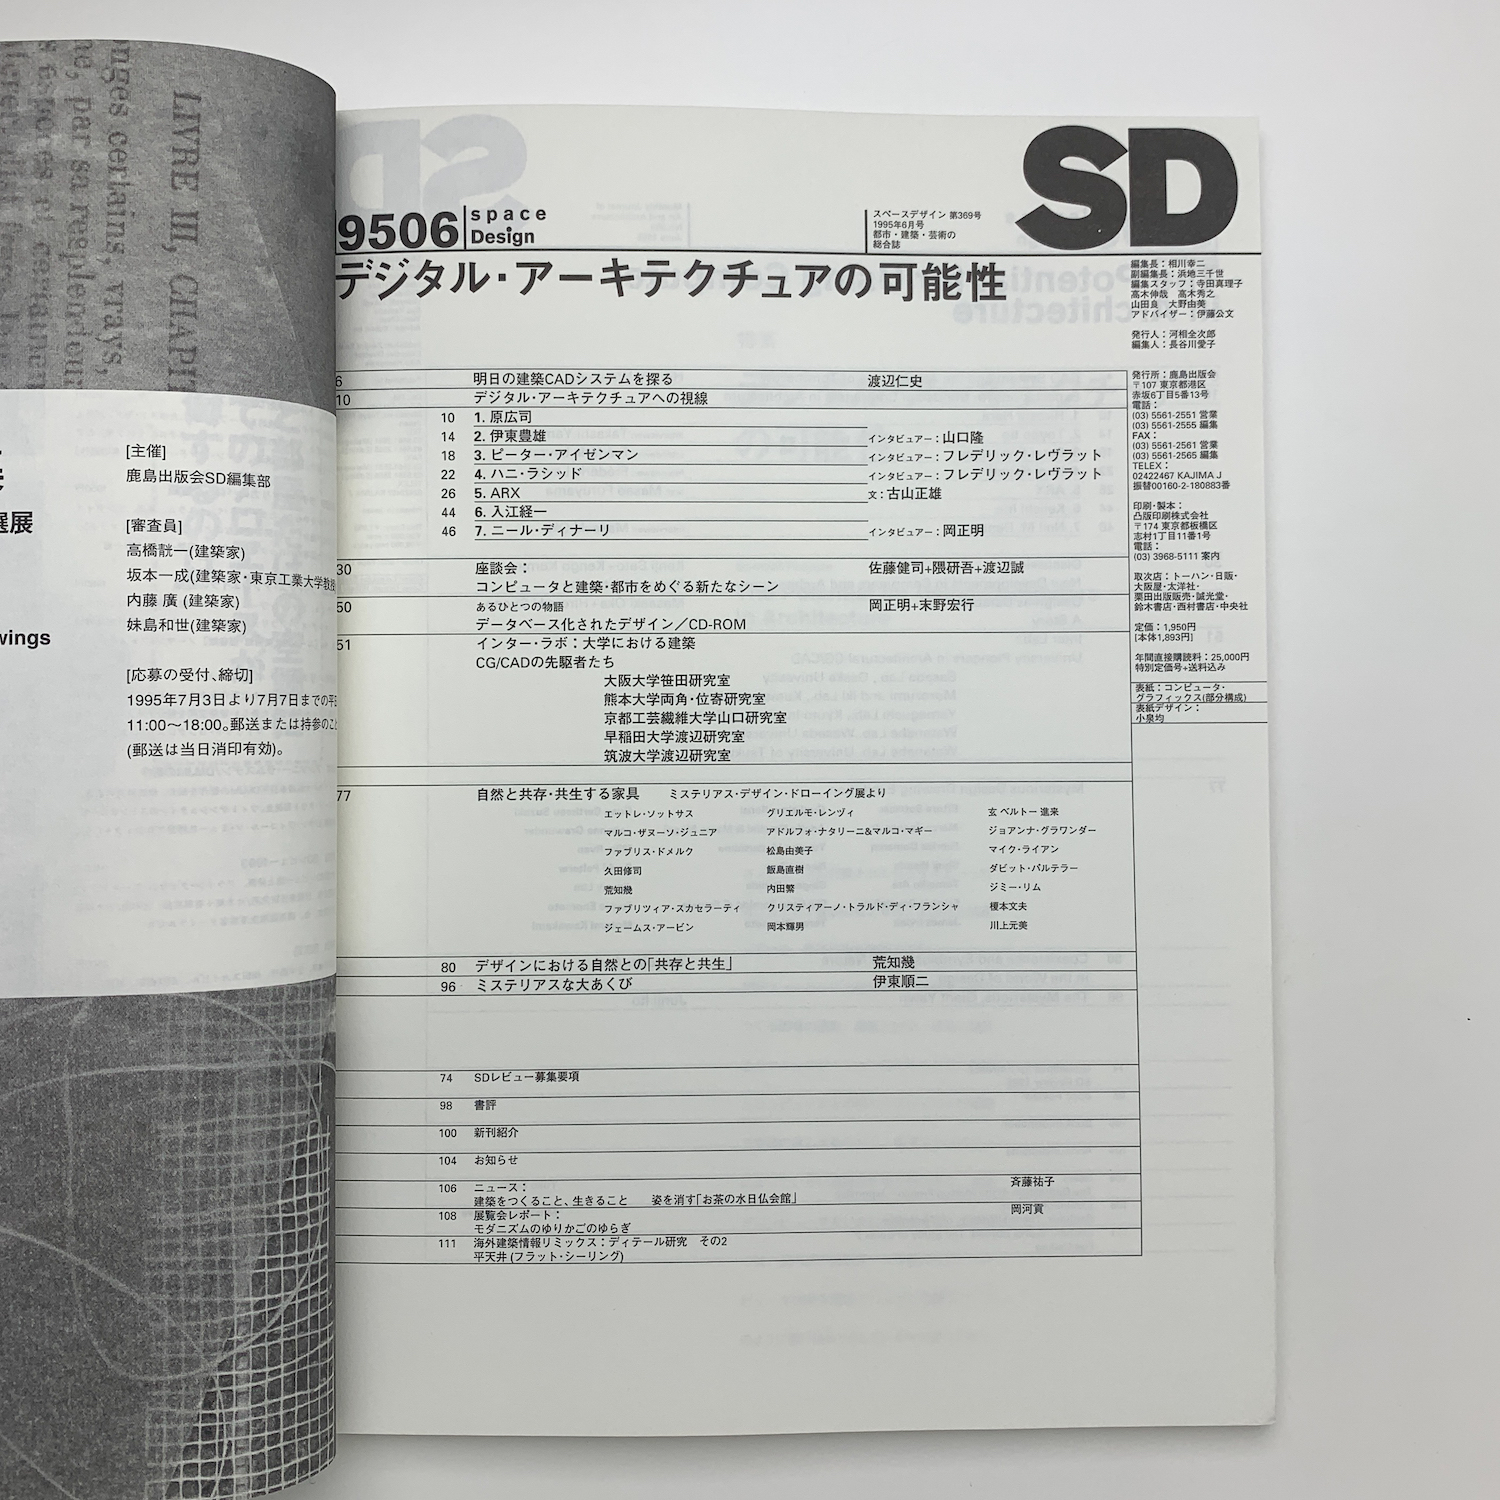 LIVRE III, CHAPIT
onges certains, vrays,
[主催]
鹿島出版会SD編集部
選展
[審査員]
高橋靗一(建築家)
坂本一成(建築家・東京工業大学教授
内藤 廣 (建築家)
妹島和世(建築家)
wings
[応募の受付、締切]
1995年7月3日より7月7日までの平
11:00〜18:00。郵送または持参のこ
(郵送は当日消印有効)。
SD
9506
space
Design
スペースデザイン 第369号
1995年6月号
都市・建築・芸術の
総合誌
デジタル・アーキテクチュアの可能性
6 明日の建築CADシステムを探る 渡辺仁史
10 デジタル・アーキテクチュアへの視線
10 1. 原広司
14 2. 伊東豊雄 インタビュアー:山口隆
18 3. ピーター・アイゼンマン インタビュアー:フレデリック・レヴラット
22 4. ハニ・ラシッド インタビュアー:フレデリック・レヴラット
26 5. ARX 文:古山正雄
44 6. 入江経一
46 7. ニール・ディナーリ インタビュアー:岡正明
30 座談会: 佐藤健司+隈研吾+渡辺誠
コンピュータと建築・都市をめぐる新たなシーン
50 あるひとつの物語 岡正明+末野宏行
データベース化されたデザイン/CD-ROM
51 インター・ラボ:大学における建築
CG/CADの先駆者たち
大阪大学笹田研究室
熊本大学両角・位寄研究室
京都工芸繊維大学山口研究室
早稲田大学渡辺研究室
筑波大学渡辺研究室
77 自然と共存・共生する家具 ミステリアス・デザイン・ドローイング展より
エットレ・ソットサス グリエルモ・レンヴィ 玄 ベルトー 進来
マルコ・ザヌーソ・ジュニア アドルフォ・ナタリーニ&マルコ・マギー ジョアンナ・グラワンダー
ファブリス・ドメルク 松島由美子 マイク・ライアン
久田修司 飯島直樹 ダビット・パルテラー
荒知幾 内田繁 ジミー・リム
ファブリツィア・スカセラーティ クリスティアーノ・トラルド・ディ・フランシャ 榎本文夫
ジェームス・アービン 岡本輝男 川上元美
80 デザインにおける自然との「共存と共生」 荒知幾
96 ミステリアスな大あくび 伊東順二
74 SDレビュー募集要項
98 書評
100 新刊紹介
104 お知らせ
106 ニュース: 斉藤祐子
建築をつくること、生きること 姿を消す「お茶の水日仏会館」
108 展覧会レポート: 岡河貢
モダニズムのゆりかごのゆらぎ
111 海外建築情報リミックス:ディテール研究 その2
平天井 (フラット・シーリング)
編集長:相川幸二
副編集長:浜地三千世
編集スタッフ:寺田真理子
高木伸哉 高木秀之
山田良 大野由美
アドバイザー:伊藤公文
発行人:河相全次郎
編集人:長谷川愛子
発行所:鹿島出版会
〒107 東京都港区
赤坂6丁目5番13号
電話:
(03) 5561-2551 営業
(03) 5561-2555 編集
FAX:
(03) 5561-2561 営業
(03) 5561-2565 編集
TELEX:
02422467 KAJIMA J
振替00160-2-180883番
印刷・製本:
凸版印刷株式会社
〒174 東京都板橋区
志村1丁目11番1号
電話:
(03) 3968-5111 案内
取次店:トーハン・日販・
大阪屋・太洋社・
栗田出版販売・誠光堂・
鈴木書店・西村書店・中央社
定価:1,950円
[本体1,893円]
年間直接購読料:25,000円
特別定価号+送料込み
表紙:コンピュータ・
グラフィックス(部分構成)
表紙デザイン:
小泉均